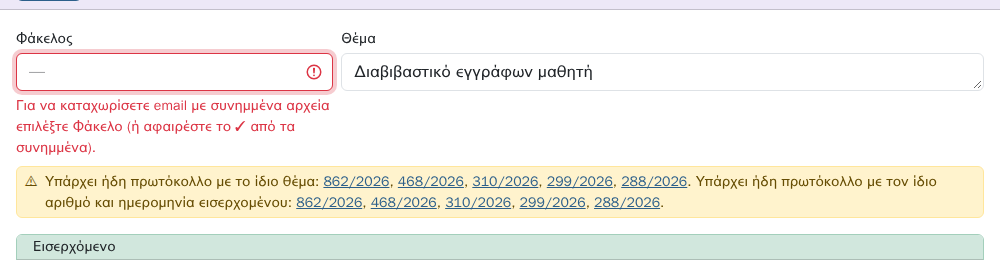 Φάκελος
Θέμα
—
Διαβιβαστικό εγγράφων μαθητή
Για να καταχωρίσετε email με συνημμένα αρχεία
επιλέξτε Φάκελο (ή αφαιρέστε το ✓ από τα
συνημμένα).
⚠ Υπάρχει ήδη πρωτόκολλο με το ίδιο θέμα: 862/2026, 468/2026, 310/2026, 299/2026, 288/2026. Υπάρχει ήδη πρωτόκολλο με τον ίδιο
αριθμό και ημερομηνία εισερχομένου: 862/2026, 468/2026, 310/2026, 299/2026, 288/2026.
Εισερχόμενο